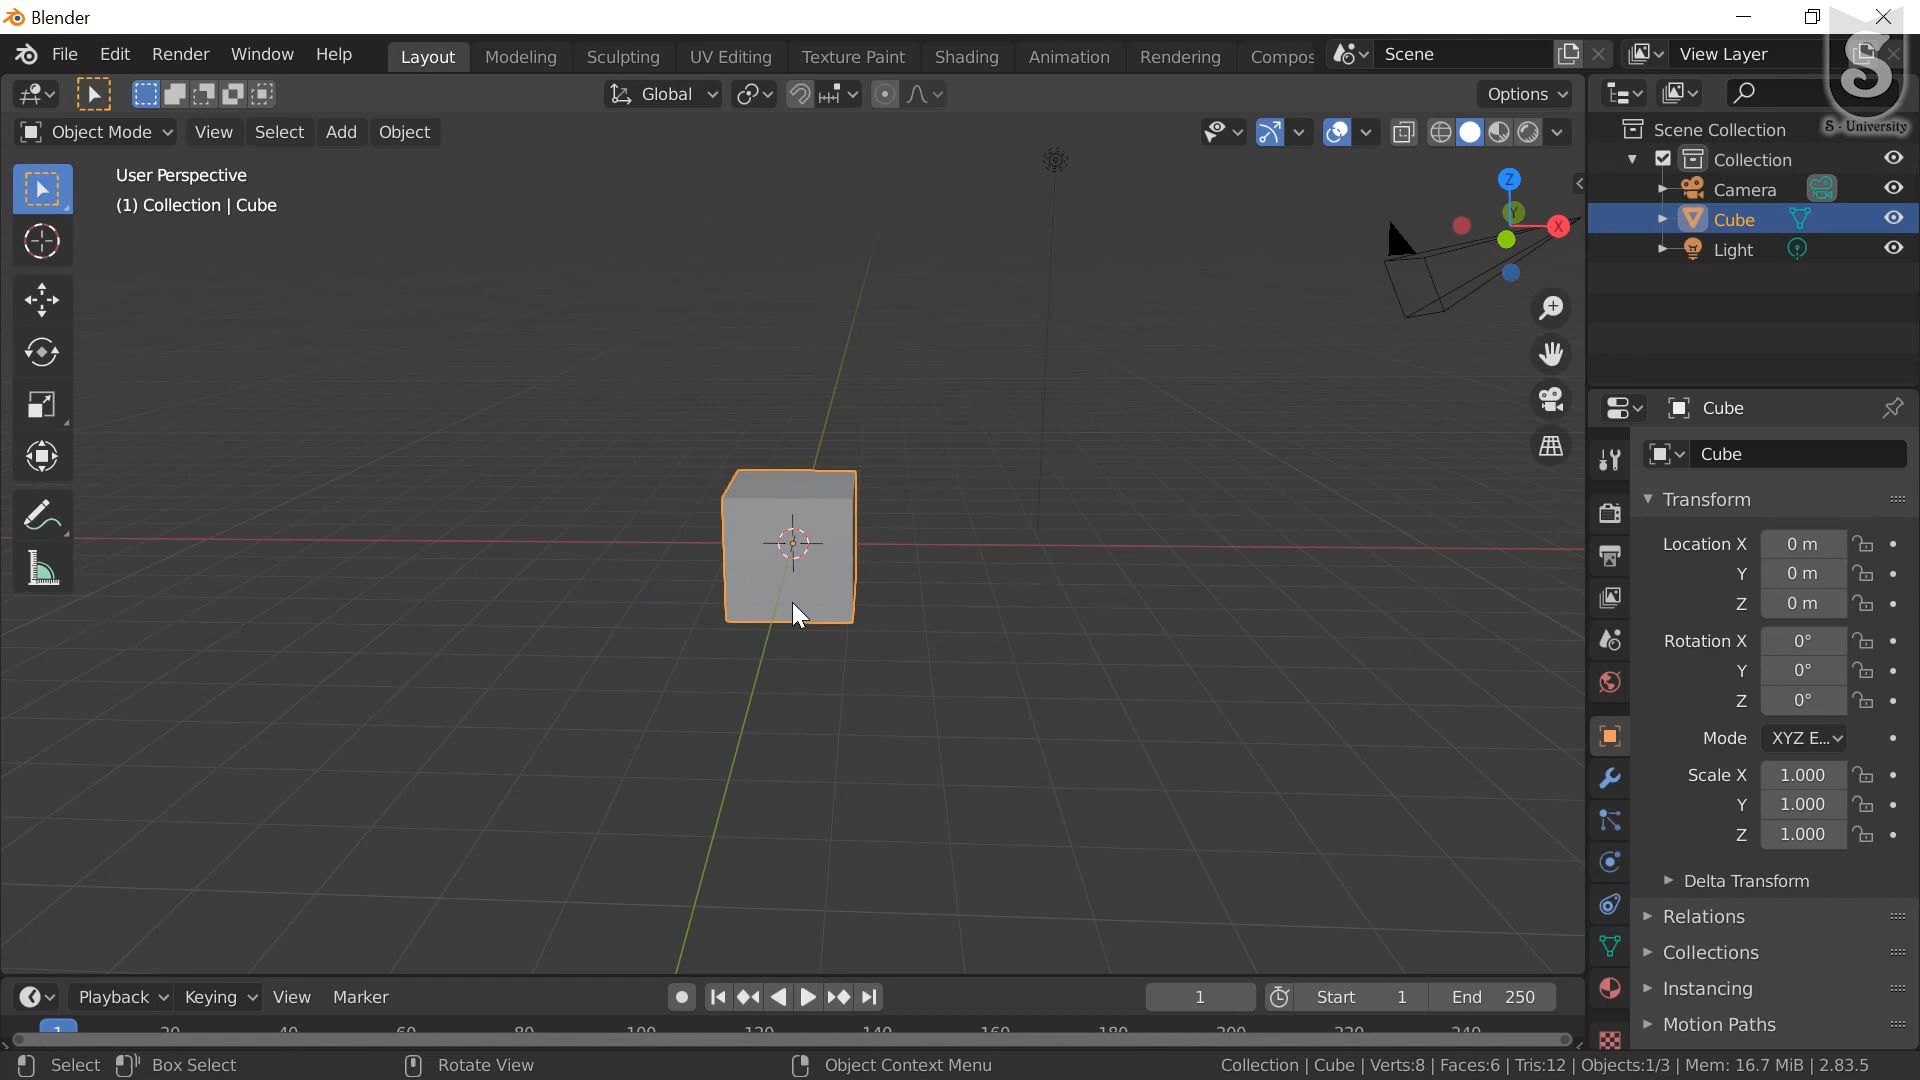 Blender
File Edit Render Window Help Layout Modeling Sculpting UV Editing Texture Paint Shading Animation Rendering Compos Scene View Layer
Global Options
S
S - University
Object Mode View Select Add Object
User Perspective
(1) Collection | Cube
Z
Y
X
Scene Collection
Collection
Camera
Cube
Light
Cube
Cube
Transform
Location X 0 m
Y 0 m
Z 0 m
Rotation X 0°
Y 0°
Z 0°
Mode XYZ E...
Scale X 1.000
Y 1.000
Z 1.000
Delta Transform
Relations
Collections
Instancing
Motion Paths
Playback Keying View Marker 1 Start 1 End 250
1 20 40 60 80 100 120 140 160 180 200 220 240
Select Box Select Rotate View Object Context Menu Collection | Cube | Verts:8 | Faces:6 | Tris:12 | Objects:1/3 | Mem: 16.7 MiB | 2.83.5